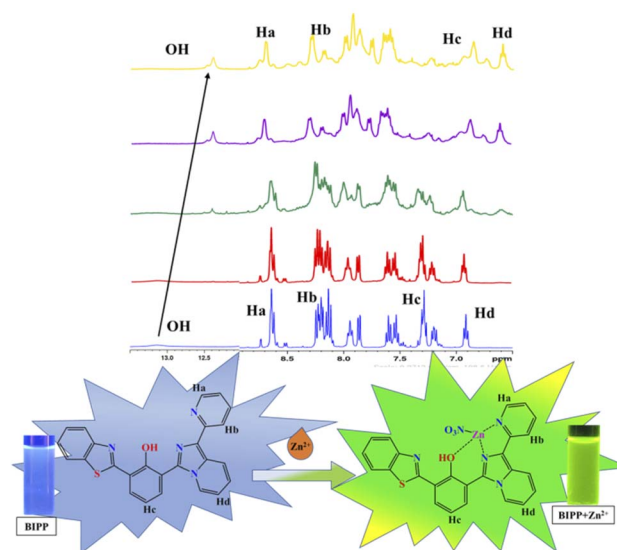 OH Ha Hb Hc Hd
OH Ha Hb Hc Hd
13.0 12.5 8.5 8.0 7.5 7.0 ppm
Ha
N
Hb
N
OH
N
N
S
Hd
Hc
BIPP
Zn²⁺
Ha
O₃N
Zn
N
Hb
N
HO
N
N
S
Hd
Hc
BIPP+Zn²⁺